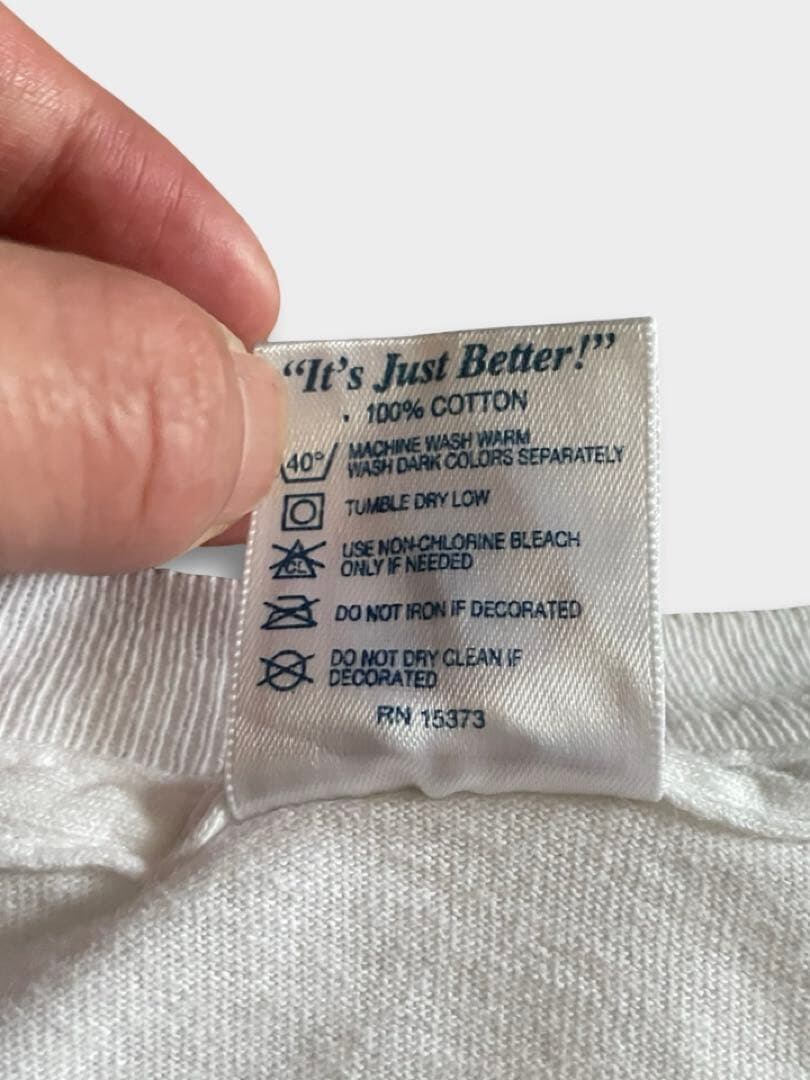 “It’s Just Better!”
100% COTTON
40°
MACHINE WASH WARM
WASH DARK COLORS SEPARATELY
TUMBLE DRY LOW
CL
USE NON-CHLORINE BLEACH
ONLY IF NEEDED
DO NOT IRON IF DECORATED
DO NOT DRY CLEAN IF
DECORATED
RN 15373